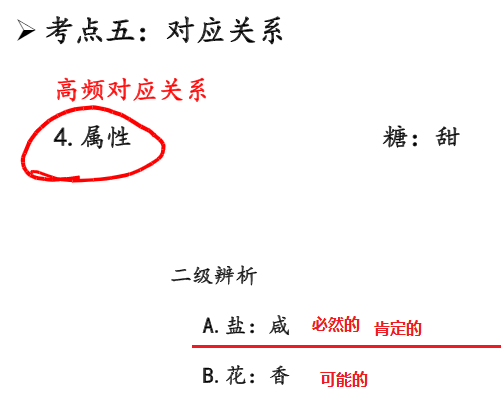 ➢ 考点五：对应关系
高频对应关系
4.属性 糖：甜
二级辨析
A.盐：戚 必然的 肯定的
B.花：香 可能的